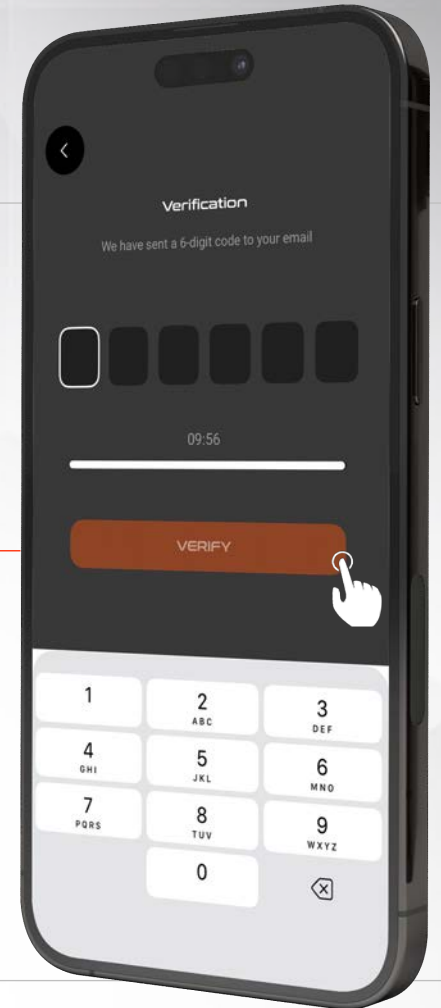 Verification
We have sent a 6-digit code to your email
09:56
VERIFY
1
2
ABC
3
DEF
4
GHI
5
JKL
6
MNO
7
PQRS
8
TUV
9
WXYZ
0